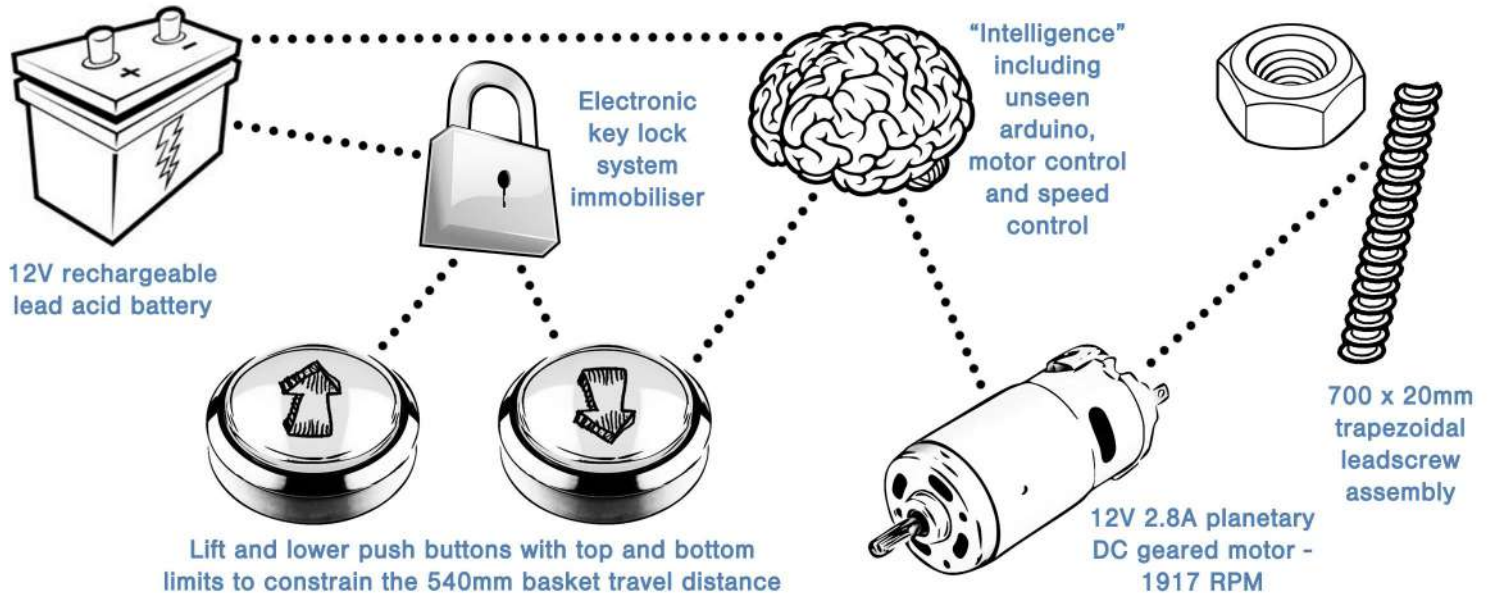 12V rechargeable
lead acid battery
Electronic
key lock
system
immobiliser
“Intelligence”
including
unseen
arduino,
motor control
and speed
control
Lift and lower push buttons with top and bottom
limits to constrain the 540mm basket travel distance
12V 2.8A planetary
DC geared motor -
1917 RPM
700 x 20mm
trapezoidal
leadscrew
assembly